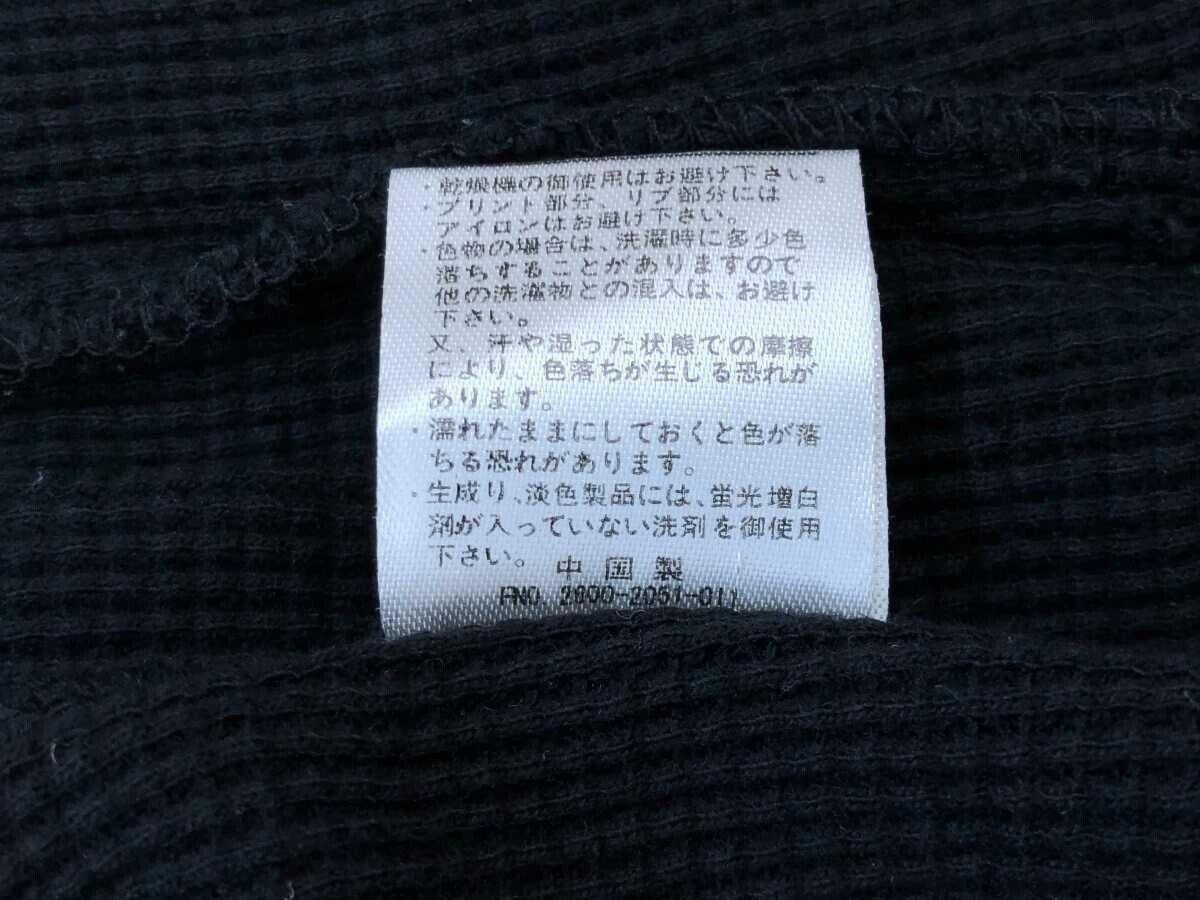 ・乾燥機の御使用はお避け下さい。
・プリント部分、リブ部分には
アイロンはお避け下さい。
・色物の場合は、洗濯時に多少色
落ちすることがありますので
他の洗濯物との混入は、お避け
下さい。
又、汗や湿った状態での摩擦
により、色落ちが生じる恐れが
あります。
・濡れたままにしておくと色が落
ちる恐れがあります。
・生成り、淡色製品には、蛍光増白
剤が入っていない洗剤を御使用
下さい。
中国製
(NO. 2800-2051-01)